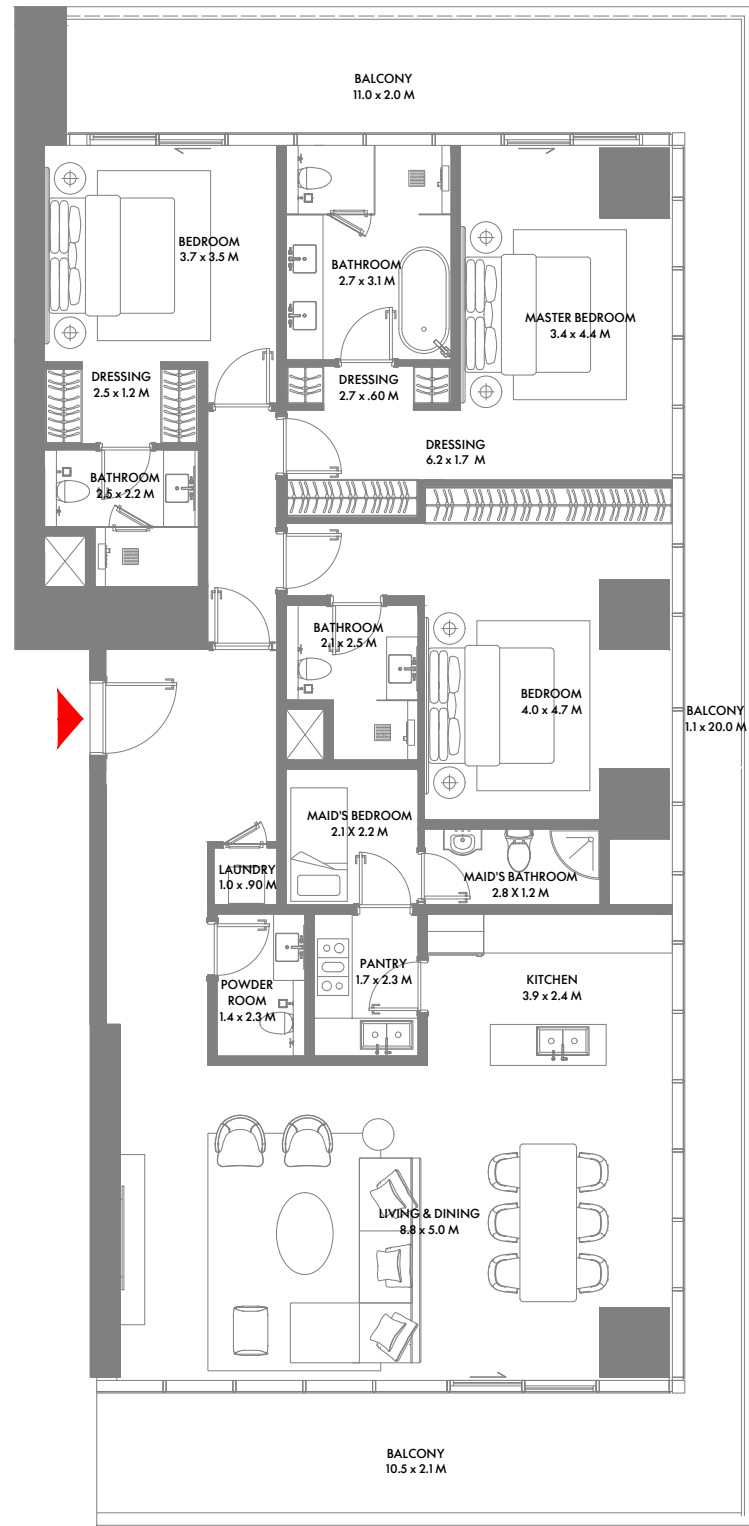 BALCONY
11.0 x 2.0 M
BEDROOM
3.7 x 3.5 M
BATHROOM
2.7 x 3.1 M
MASTER BEDROOM
3.4 x 4.4 M
DRESSING
2.5 x 1.2 M
DRESSING
2.7 x .60 M
DRESSING
6.2 x 1.7 M
BATHROOM
2.5 x 2.2 M
BATHROOM
2.1 x 2.5 M
BEDROOM
4.0 x 4.7 M
BALCONY
1.1 x 20.0 M
MAID'S BEDROOM
2.1 X 2.2 M
LAUNDRY
1.0 x .90 M
MAID'S BATHROOM
2.8 X 1.2 M
POWDER
ROOM
1.4 x 2.3 M
PANTRY
1.7 x 2.3 M
KITCHEN
3.9 x 2.4 M
LIVING & DINING
8.8 x 5.0 M
BALCONY
10.5 x 2.1 M